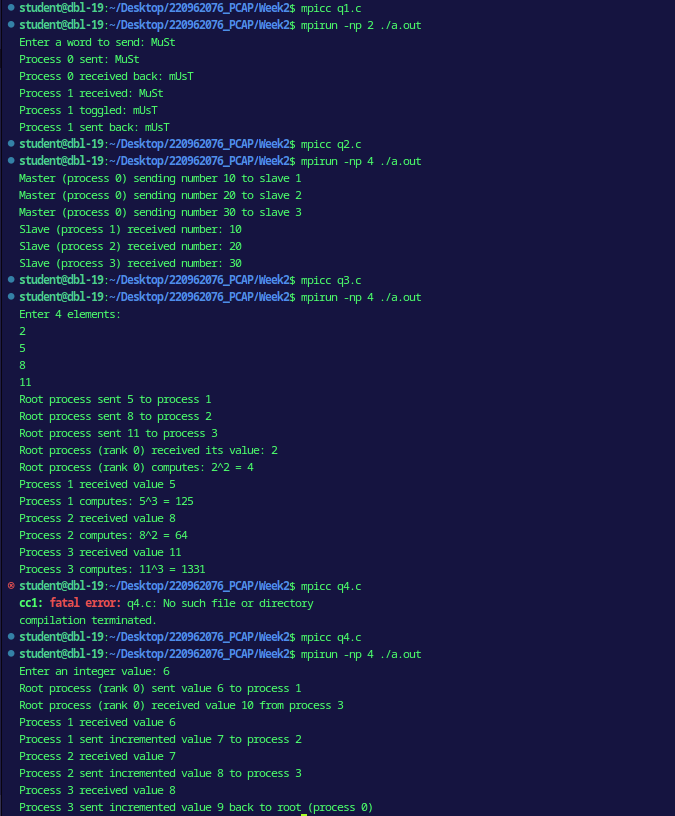 student@dbl-19:~/Desktop/220962076_PCAP/Week2$ mpicc q1.c
student@dbl-19:~/Desktop/220962076_PCAP/Week2$ mpirun -np 2 ./a.out
Enter a word to send: MuSt
Process 0 sent: MuSt
Process 0 received back: mUsT
Process 1 received: MuSt
Process 1 toggled: mUsT
Process 1 sent back: mUsT
student@dbl-19:~/Desktop/220962076_PCAP/Week2$ mpicc q2.c
student@dbl-19:~/Desktop/220962076_PCAP/Week2$ mpirun -np 4 ./a.out
Master (process 0) sending number 10 to slave 1
Master (process 0) sending number 20 to slave 2
Master (process 0) sending number 30 to slave 3
Slave (process 1) received number: 10
Slave (process 2) received number: 20
Slave (process 3) received number: 30
student@dbl-19:~/Desktop/220962076_PCAP/Week2$ mpicc q3.c
student@dbl-19:~/Desktop/220962076_PCAP/Week2$ mpirun -np 4 ./a.out
Enter 4 elements:
2
5
8
11
Root process sent 5 to process 1
Root process sent 8 to process 2
Root process sent 11 to process 3
Root process (rank 0) received its value: 2
Root process (rank 0) computes: 2^2 = 4
Process 1 received value 5
Process 1 computes: 5^3 = 125
Process 2 received value 8
Process 2 computes: 8^2 = 64
Process 3 received value 11
Process 3 computes: 11^3 = 1331
student@dbl-19:~/Desktop/220962076_PCAP/Week2$ mpicc q4.c
cc1: fatal error: q4.c: No such file or directory
compilation terminated.
student@dbl-19:~/Desktop/220962076_PCAP/Week2$ mpicc q4.c
student@dbl-19:~/Desktop/220962076_PCAP/Week2$ mpirun -np 4 ./a.out
Enter an integer value: 6
Root process (rank 0) sent value 6 to process 1
Root process (rank 0) received value 10 from process 3
Process 1 received value 6
Process 1 sent incremented value 7 to process 2
Process 2 received value 7
Process 2 sent incremented value 8 to process 3
Process 3 received value 8
Process 3 sent incremented value 9 back to root (process 0)